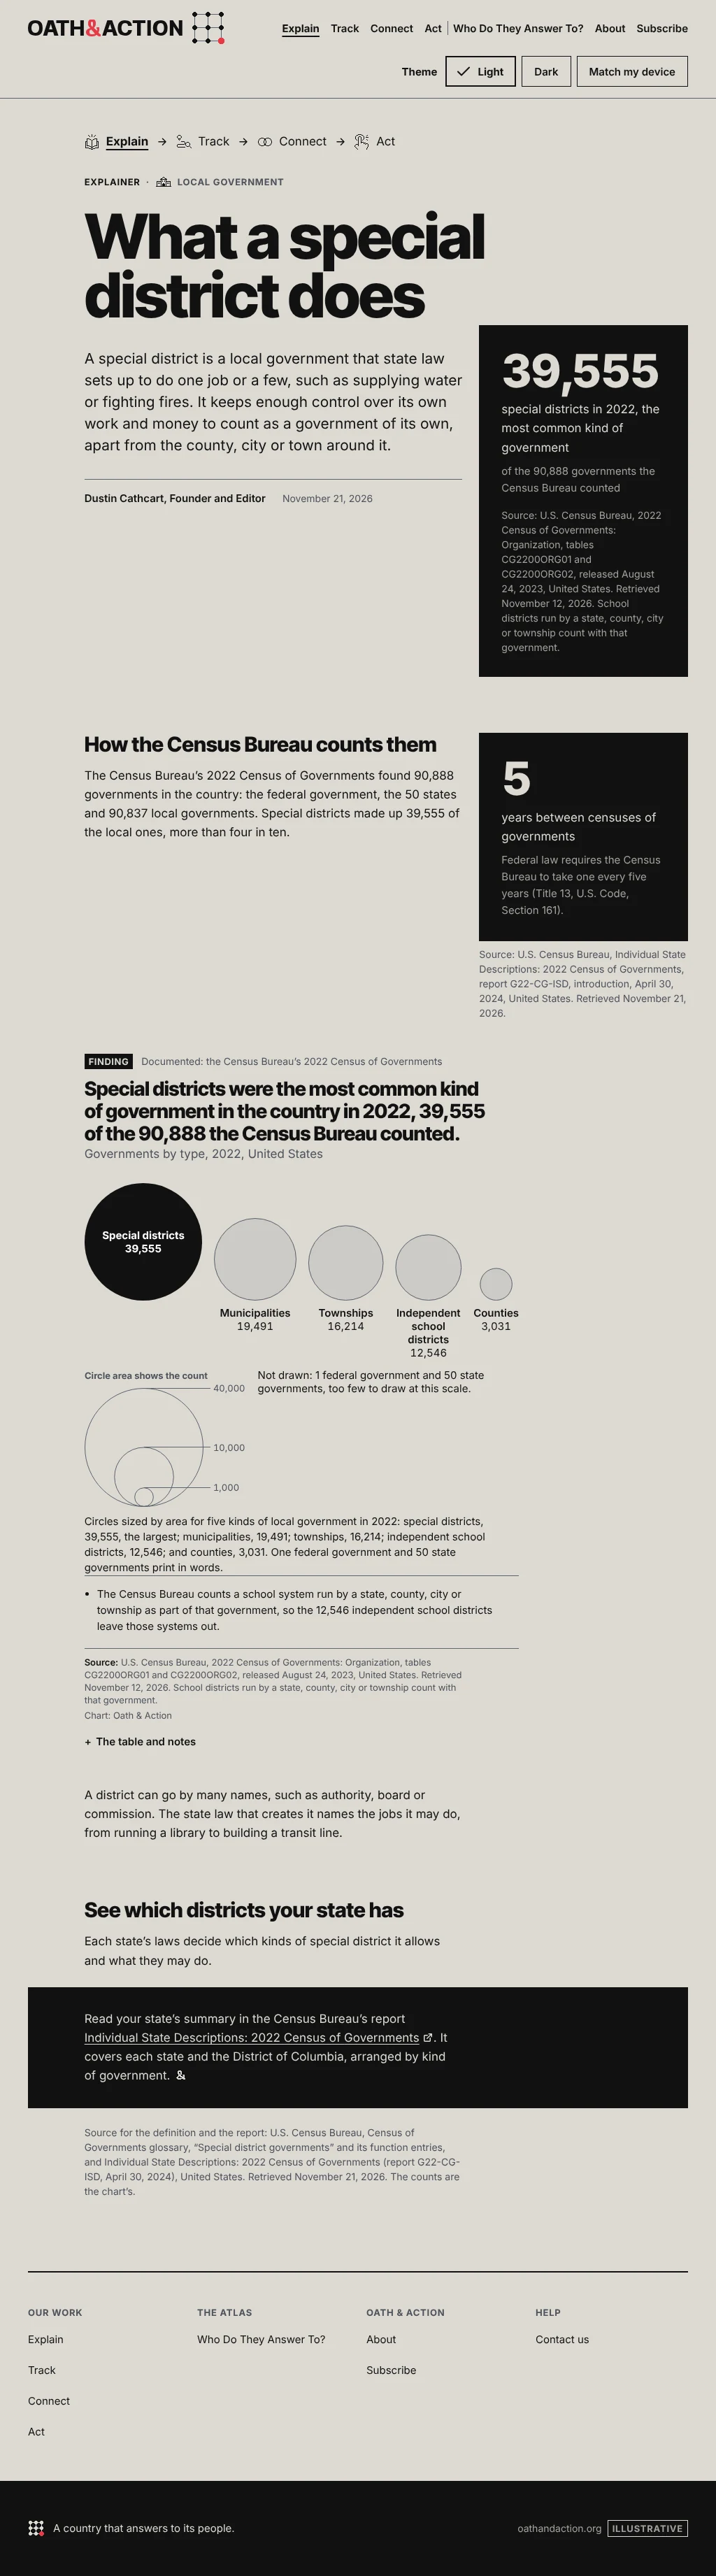 OATH&ACTION
Explain Track Connect Act Who Do They Answer To? About Subscribe
Theme Light Dark Match my device
Explain → Track → Connect → Act
EXPLAINER · LOCAL GOVERNMENT
What a special
district does
A special district is a local government that state law
sets up to do one job or a few, such as supplying water
or fighting fires. It keeps enough control over its own
work and money to count as a government of its own,
apart from the county, city or town around it.
Dustin Cathcart, Founder and Editor November 21, 2026
39,555
special districts in 2022, the
most common kind of
government
of the 90,888 governments the
Census Bureau counted
Source: U.S. Census Bureau, 2022
Census of Governments:
Organization, tables
CG2200ORG01 and
CG2200ORG02, released August
24, 2023, United States. Retrieved
November 12, 2026. School
districts run by a state, county, city
or township count with that
government.
How the Census Bureau counts them
The Census Bureau’s 2022 Census of Governments found 90,888
governments in the country: the federal government, the 50 states
and 90,837 local governments. Special districts made up 39,555 of
the local ones, more than four in ten.
5
years between censuses of
governments
Federal law requires the Census
Bureau to take one every five
years (Title 13, U.S. Code,
Section 161).
Source: U.S. Census Bureau, Individual State
Descriptions: 2022 Census of Governments,
report G22-CG-ISD, introduction, April 30,
2024, United States. Retrieved November 21,
2026.
FINDING Documented: the Census Bureau’s 2022 Census of Governments
Special districts were the most common kind
of government in the country in 2022, 39,555
of the 90,888 the Census Bureau counted.
Governments by type, 2022, United States
Special districts
39,555
Municipalities
19,491
Townships
16,214
Independent
school
districts
12,546
Counties
3,031
Circle area shows the count
40,000
10,000
1,000
Not drawn: 1 federal government and 50 state
governments, too few to draw at this scale.
Circles sized by area for five kinds of local government in 2022: special districts,
39,555, the largest; municipalities, 19,491; townships, 16,214; independent school
districts, 12,546; and counties, 3,031. One federal government and 50 state
governments print in words.
• The Census Bureau counts a school system run by a state, county, city or
township as part of that government, so the 12,546 independent school districts
leave those systems out.
Source: U.S. Census Bureau, 2022 Census of Governments: Organization, tables
CG2200ORG01 and CG2200ORG02, released August 24, 2023, United States. Retrieved
November 12, 2026. School districts run by a state, county, city or township count with
that government.
Chart: Oath & Action
+ The table and notes
A district can go by many names, such as authority, board or
commission. The state law that creates it names the jobs it may do,
from running a library to building a transit line.
See which districts your state has
Each state’s laws decide which kinds of special district it allows
and what they may do.
Read your state’s summary in the Census Bureau’s report
Individual State Descriptions: 2022 Census of Governments. It
covers each state and the District of Columbia, arranged by kind
of government. &
Source for the definition and the report: U.S. Census Bureau, Census of
Governments glossary, “Special district governments” and its function entries,
and Individual State Descriptions: 2022 Census of Governments (report G22-CG-
ISD, April 30, 2024), United States. Retrieved November 21, 2026. The counts are
the chart’s.
OUR WORK
Explain
Track
Connect
Act
THE ATLAS
Who Do They Answer To?
OATH & ACTION
About
Subscribe
HELP
Contact us
A country that answers to its people.
oathandaction.org ILLUSTRATIVE